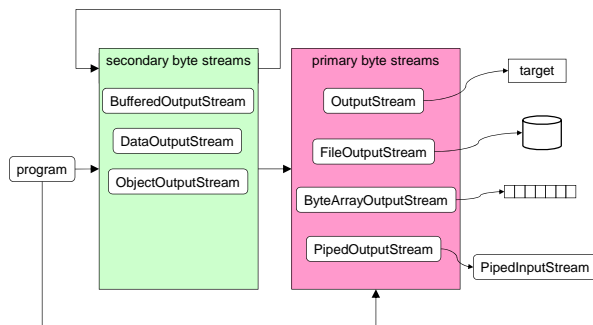 secondary byte streams
primary byte streams
BufferedOutputStream
OutputStream
target
DataOutputStream
FileOutputStream
program
ObjectOutputStream
ByteArrayOutputStream
PipedOutputStream
PipedInputStream